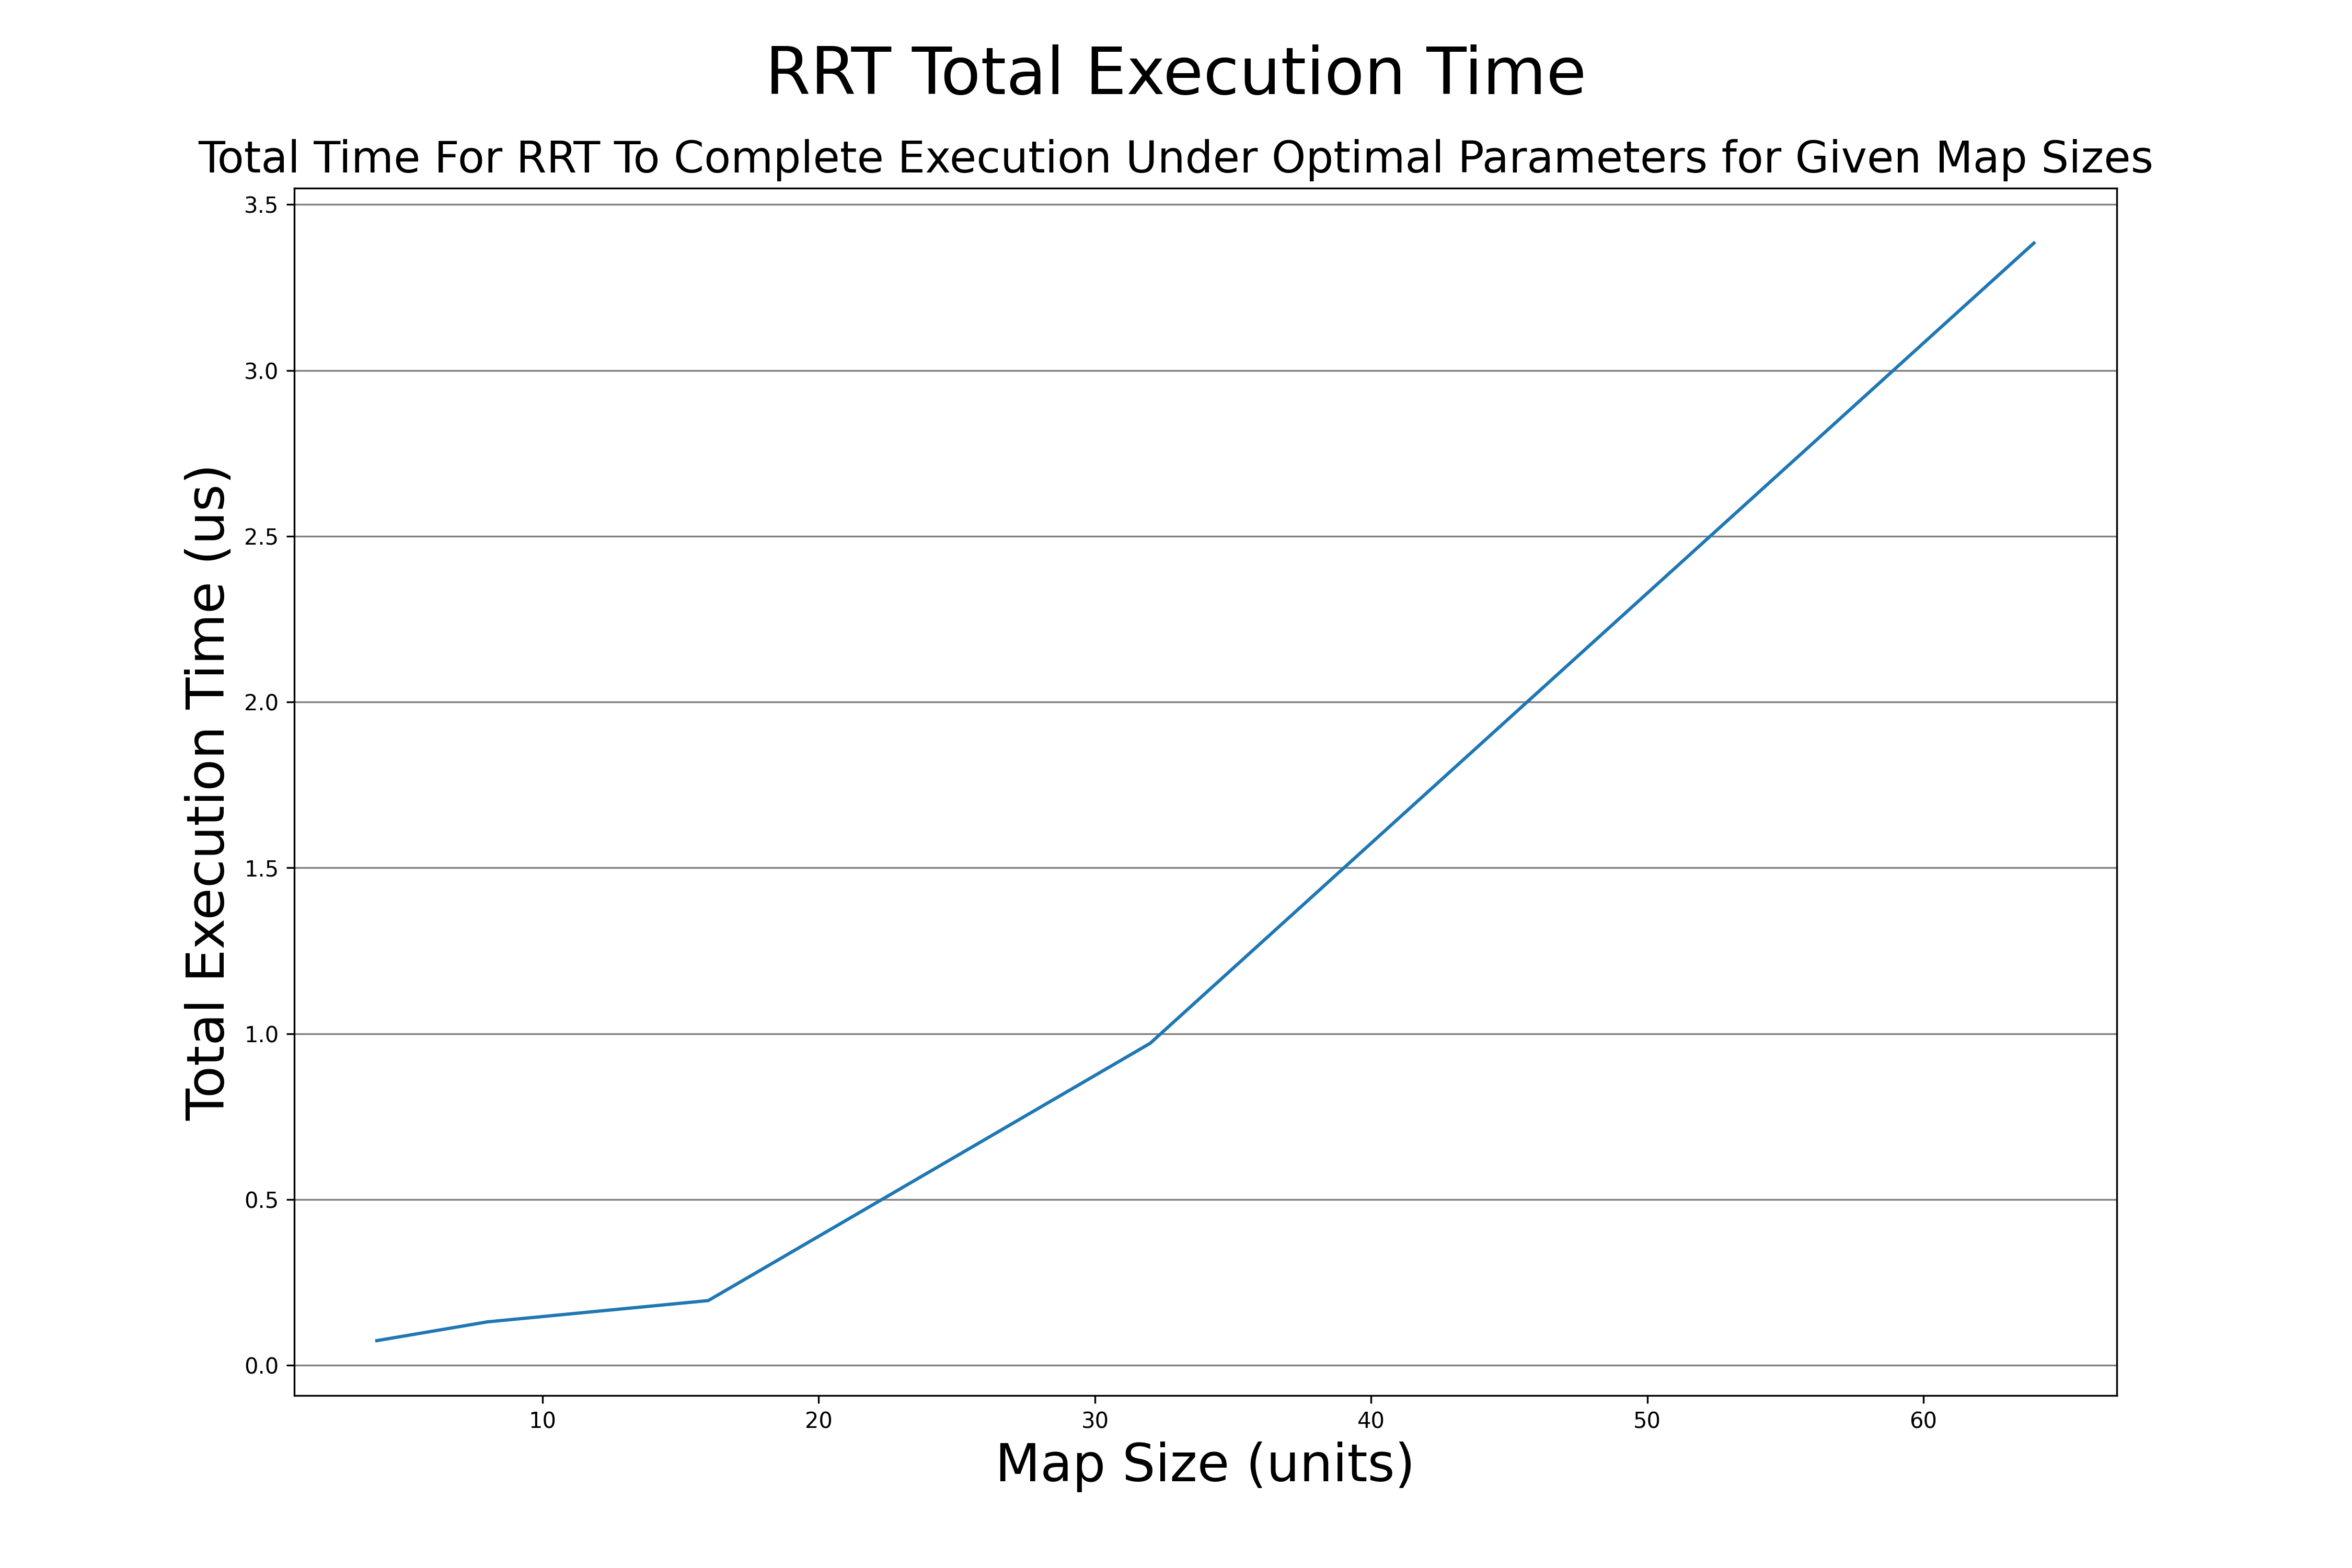 RRT Total Execution Time
Total Time For RRT To Complete Execution Under Optimal Parameters for Given Map Sizes
Total Execution Time (us)
3.5
3.0
2.5
2.0
1.5
1.0
0.5
0.0
10 20 30 40 50 60
Map Size (units)